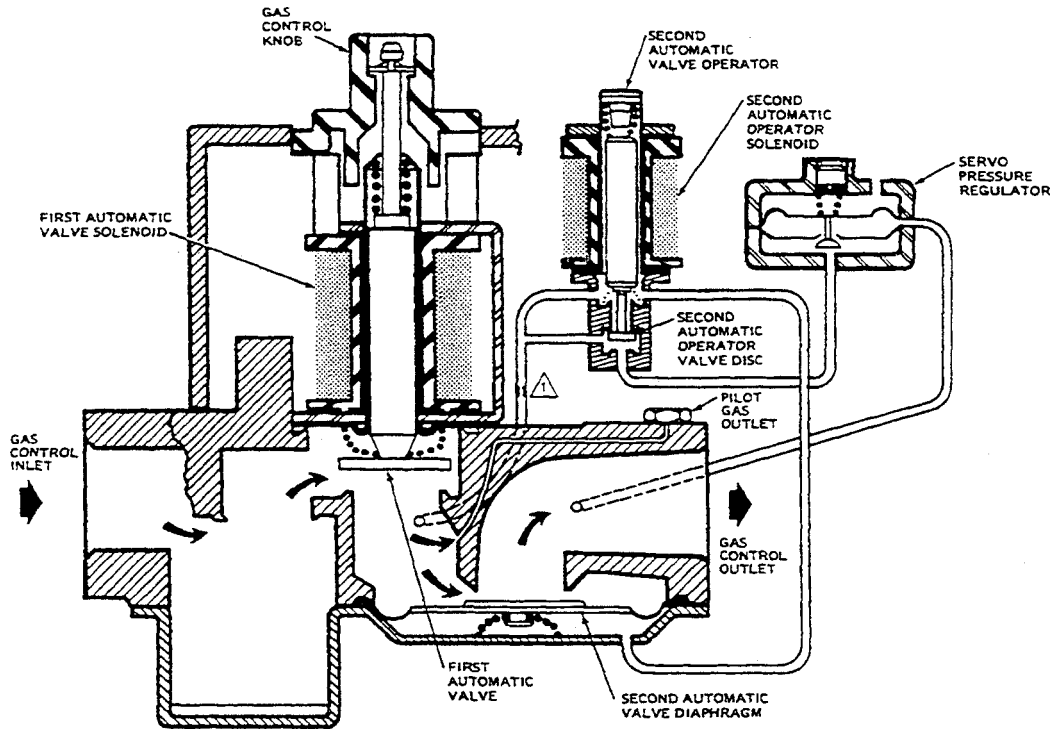 GAS
CONTROL
KNOB
SECOND
AUTOMATIC
VALVE OPERATOR
SECOND
AUTOMATIC
OPERATOR
SOLENOID
SERVO
PRESSURE
REGULATOR
FIRST AUTOMATIC
VALVE SOLENOID
SECOND
AUTOMATIC
OPERATOR
VALVE DISC
1
PILOT
GAS
OUTLET
GAS
CONTROL
INLET
GAS
CONTROL
OUTLET
FIRST
AUTOMATIC
VALVE
SECOND AUTOMATIC
VALVE DIAPHRAGM